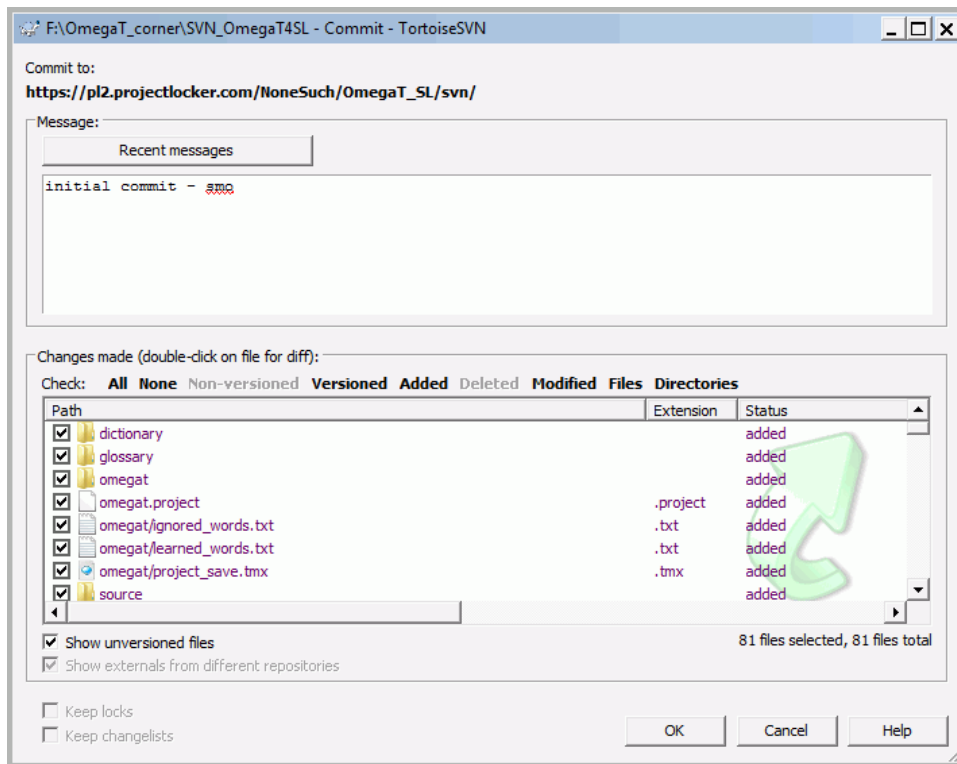 F:\OmegaT_corner\SVN_OmegaT4SL - Commit - TortoiseSVN
Commit to:
https://pl2.projectlocker.com/NoneSuch/OmegaT_SL/svn/
Message:
Recent messages
initial commit - smo
Changes made (double-click on file for diff):
Check: All None Non-versioned Versioned Added Deleted Modified Files Directories
Path Extension Status
dictionary added
glossary added
omegat added
omegat.project .project added
omegat/ignored_words.txt .txt added
omegat/learned_words.txt .txt added
omegat/project_save.tmx .tmx added
source added
Show unversioned files 81 files selected, 81 files total
Show externals from different repositories
Keep locks
Keep changelists
OK Cancel Help